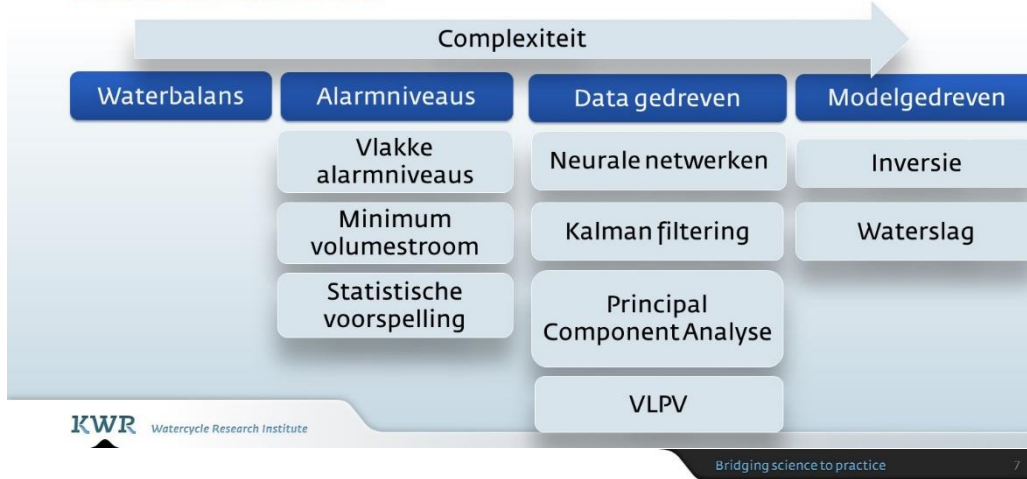 Complexiteit
Waterbalans
Alarmniveaus
Vlakke
alarmniveaus
Minimum
volumestroom
Statistische
voorspelling
Data gedreven
Neurale netwerken
Kalman filtering
Principal
Component Analyse
VLPV
Modelgedreven
Inversie
Waterslag
KWR Watercycle Research Institute
Bridging science to practice 7